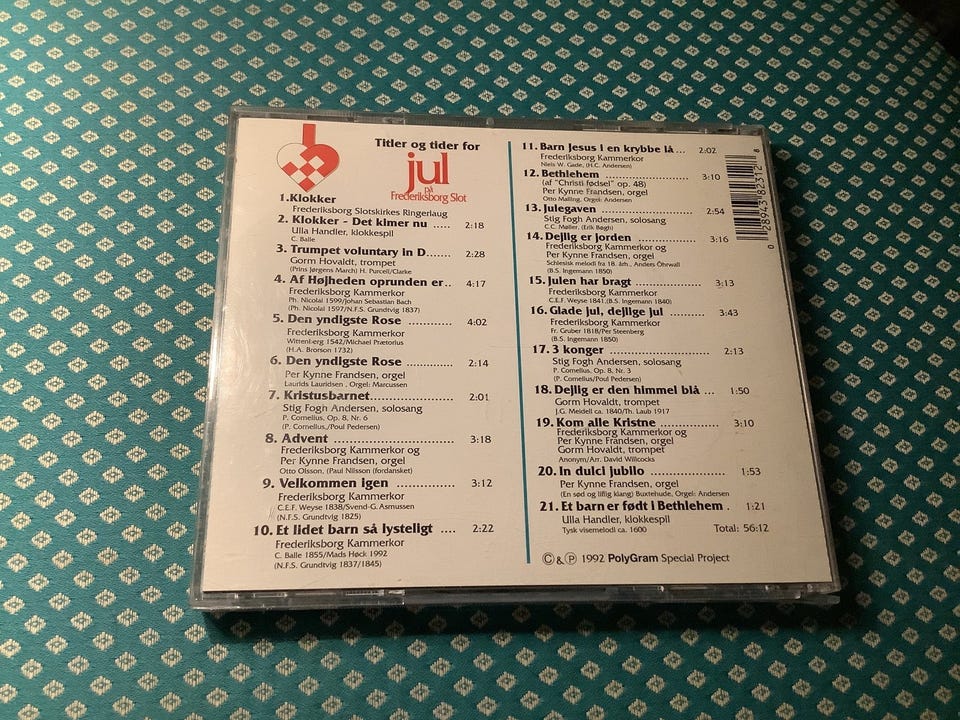 Titler og tider for
jul
på
Frederiksborg Slot
1. Klokker
Frederiksborg Slotskirkes Ringerlaug
2. Klokker - Det kimer nu ..... 2:18
Ulla Handler, klokkespil
C. Balle
3. Trumpet voluntary in D....... 2:28
Gorm Hovaldt, trompet
(Prins Jørgens March) H. Purcell/Clarke
4. Af Højheden oprunden er.. 4:17
Frederiksborg Kammerkor
Ph. Nicolai 1599/Johan Sebastian Bach
(Ph. Nicolai 1597/N.F.S. Grundtvig 1837)
5. Den yndigste Rose ........... 4:02
Frederiksborg Kammerkor
Wittenberg 1542/Michael Prætorius
(H.A. Brorson 1732)
6. Den yndigste Rose ........... 2:14
Per Kynne Frandsen, orgel
Laurids Lauridsen , Orgel: Marcussen
7. Kristusbarnet................... 2:01
Stig Fogh Andersen, solosang
P. Cornelius, Op. 8, Nr. 6
(P. Cornelius,/Poul Pedersen)
8. Advent ........................... 3:18
Frederiksborg Kammerkor og
Per Kynne Frandsen, orgel
Otto Olsson, (Paul Nilsson (fordansket)
9. Velkommen igen .............. 3:12
Frederiksborg Kammerkor
C.E.F. Weyse 1838/Svend-G. Asmussen
(N.F.S. Grundtvig 1825)
10. Et lidet barn så lysteligt .... 2:22
Frederiksborg Kammerkor
C. Balle 1855/Mads Høck 1992
(N.F.S. Grundtvig 1837/1845)
11. Barn Jesus i en krybbe lå ... 2:02
Frederiksborg Kammerkor
Niels W. Gade, (H.C. Andersen)
12. Bethlehem ..................... 3:10
(af "Christi fødsel" op. 48)
Per Kynne Frandsen, orgel
Otto Malling, Orgel: Andersen
13. Julegaven ...................... 2:54
Stig Fogh Andersen, solosang
C.C. Møller, (Erik Bøgh)
14. Dejlig er jorden ................ 3:16
Frederiksborg Kammerkor og
Per Kynne Frandsen, orgel
Schlesisk melodi fra 18. årh., Anders Öhrwall
(B.S. Ingemann 1850)
15. Julen har bragt ................. 3:13
Frederiksborg Kammerkor
C.E.F. Weyse 1841,(B.S. Ingemann 1840)
16. Glade jul, dejlige jul ......... 3:43
Frederiksborg Kammerkor
Fr. Gruber 1818/Per Steenberg
(B.S. Ingemann 1850)
17. 3 konger ........................ 2:13
Stig Fogh Andersen, solosang
P. Cornelius, Op. 8, Nr. 3
(P. Cornelius/Poul Pedersen)
18. Dejlig er den himmel blå ... 1:50
Gorm Hovaldt, trompet
J.G. Meidell ca. 1840/Th. Laub 1917
19. Kom alle Kristne .............. 3:10
Frederiksborg Kammerkor og
Per Kynne Frandsen, orgel
Gorm Hovaldt, trompet
Anonym/Arr. David Willcocks
20. In dulci jubilo .................. 1:53
Per Kynne Frandsen, orgel
(En sød og liflig klang) Buxtehude, Orgel: Andersen
21. Et barn er født i Bethlehem . 1:21
Ulla Handler, klokkespil
Tysk visemelodi ca. 1600
Total: 56:12
© & ℗ 1992 PolyGram Special Project
0 28943 82312 8